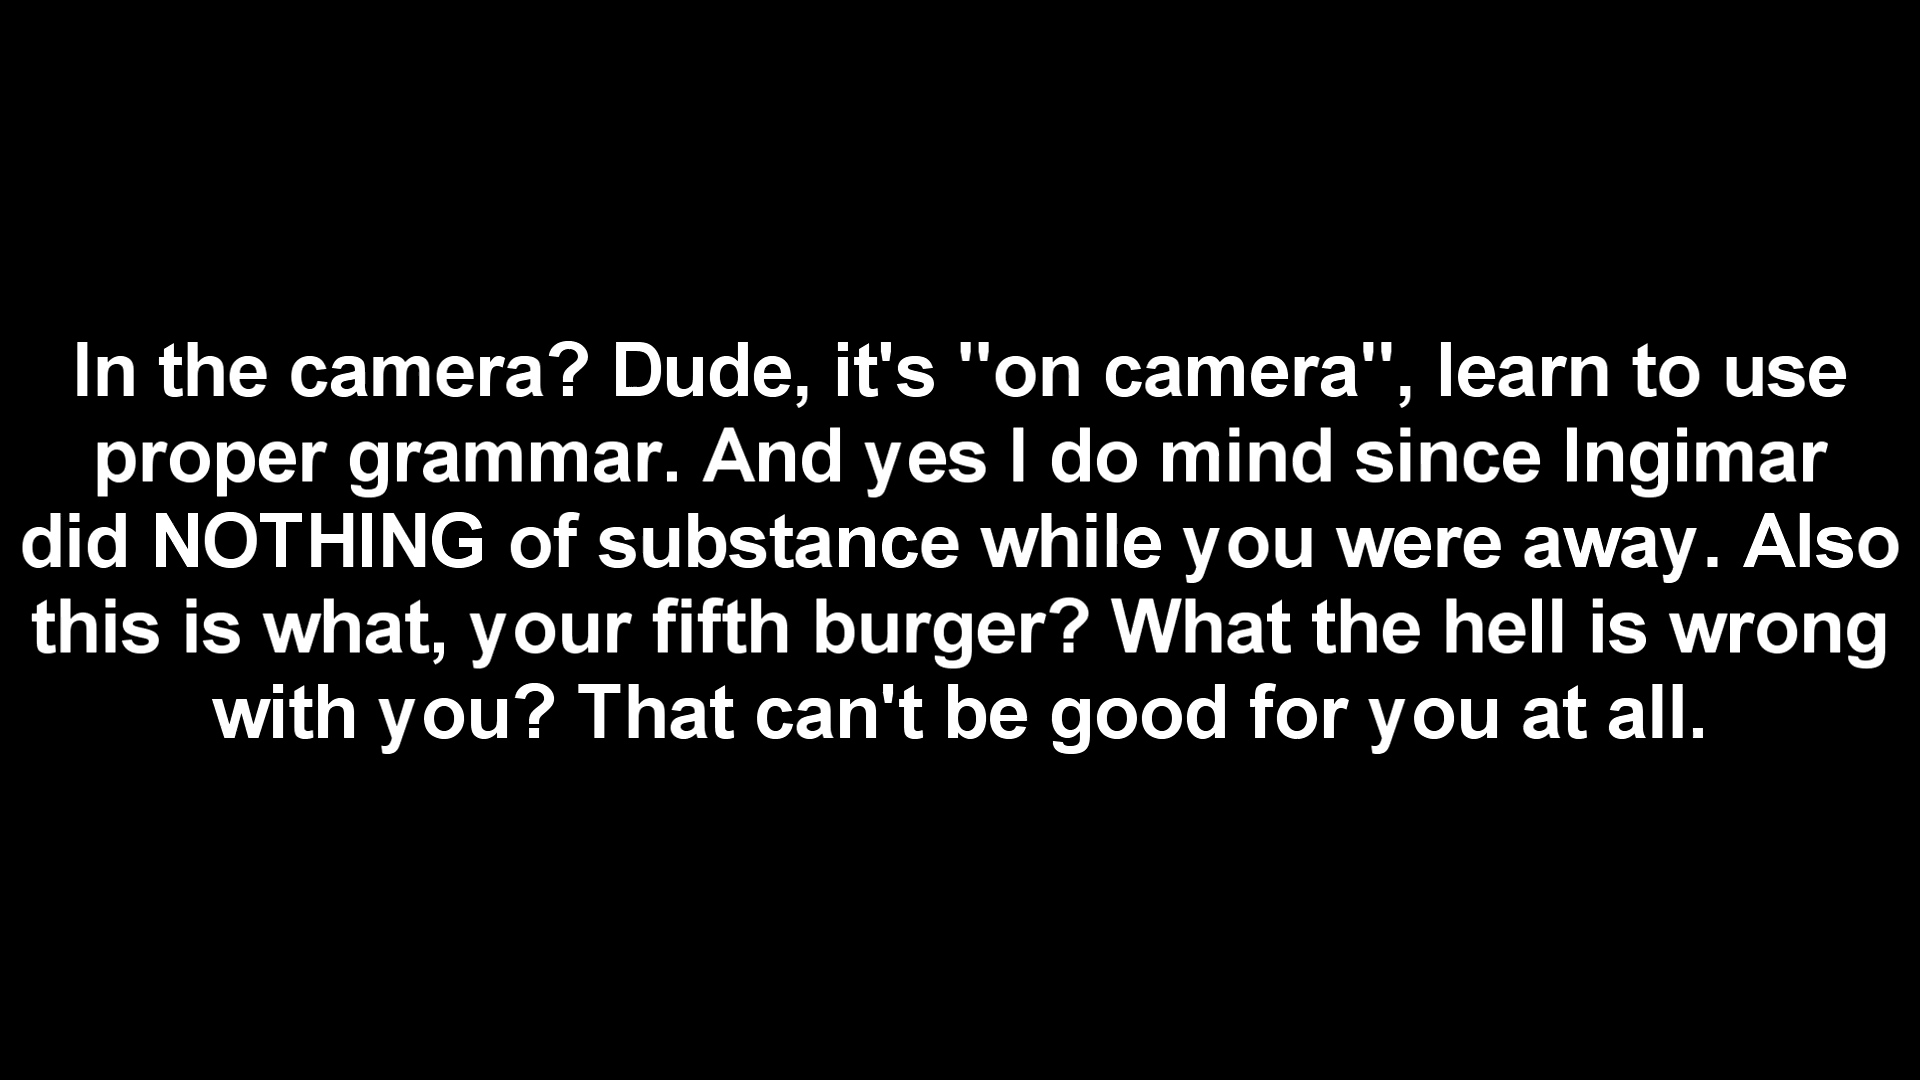 In the camera? Dude, it's "on camera", learn to use
proper grammar. And yes I do mind since Ingimar
did NOTHING of substance while you were away. Also
this is what, your fifth burger? What the hell is wrong
with you? That can't be good for you at all.